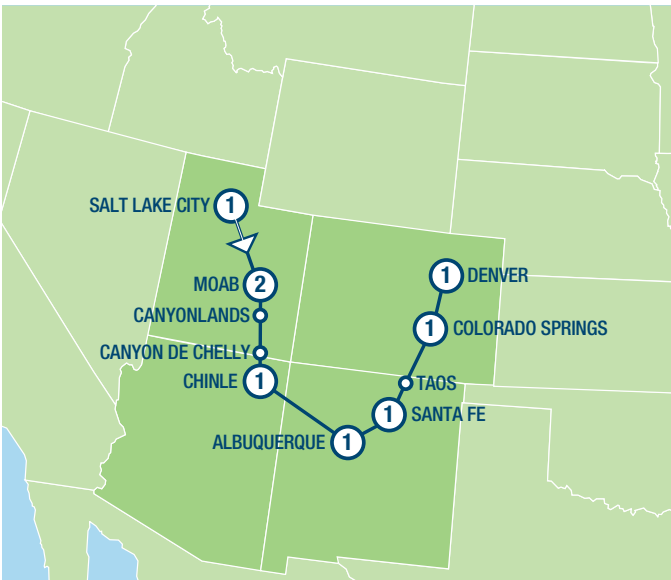 SALT LAKE CITY 1
MOAB 2
1 DENVER
CANYONLANDS
1 COLORADO SPRINGS
CANYON DE CHELLY
CHINLE 1
TAOS
1 SANTA FE
ALBUQUERQUE 1